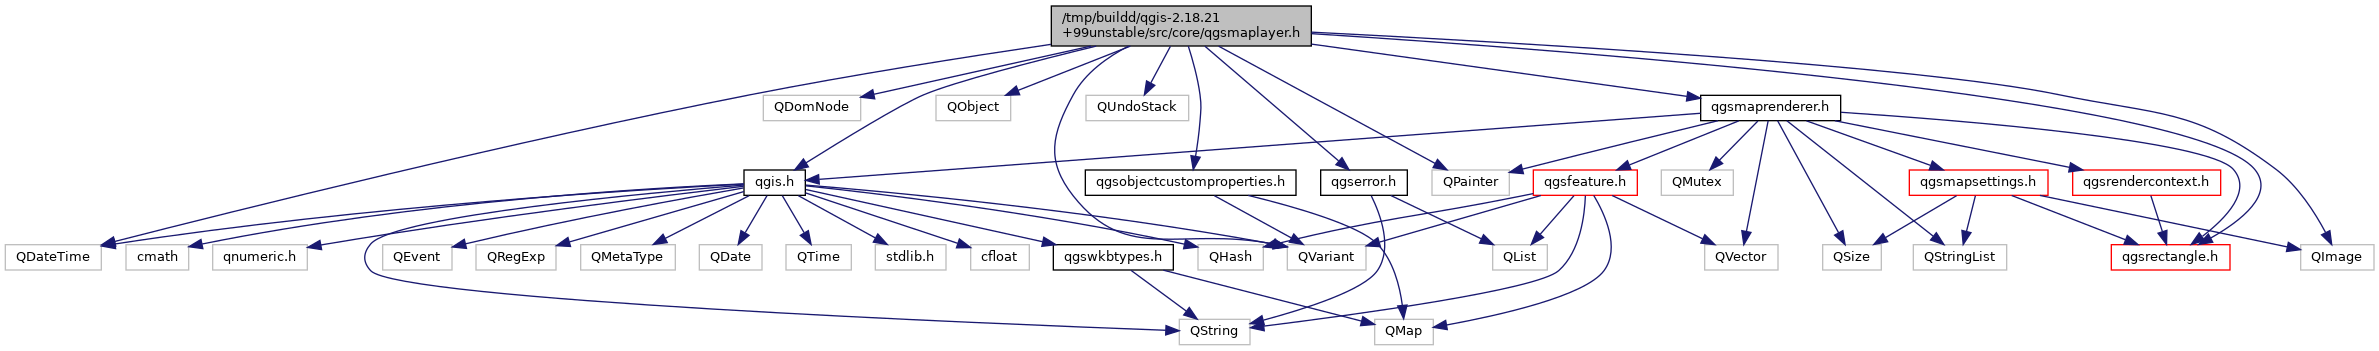 /tmp/buildd/qgis-2.18.21
+99unstable/src/core/qgsmaplayer.h
QDomNode
QObject
QUndoStack
qgsmaprenderer.h
qgis.h
qgsobjectcustomproperties.h
qgserror.h
QPainter
qgsfeature.h
QMutex
qgsmapsettings.h
qgsrendercontext.h
QDateTime
cmath
qnumeric.h
QEvent
QRegExp
QMetaType
QDate
QTime
stdlib.h
cfloat
qgswkbtypes.h
QHash
QVariant
QList
QVector
QSize
QStringList
qgsrectangle.h
QImage
QString
QMap